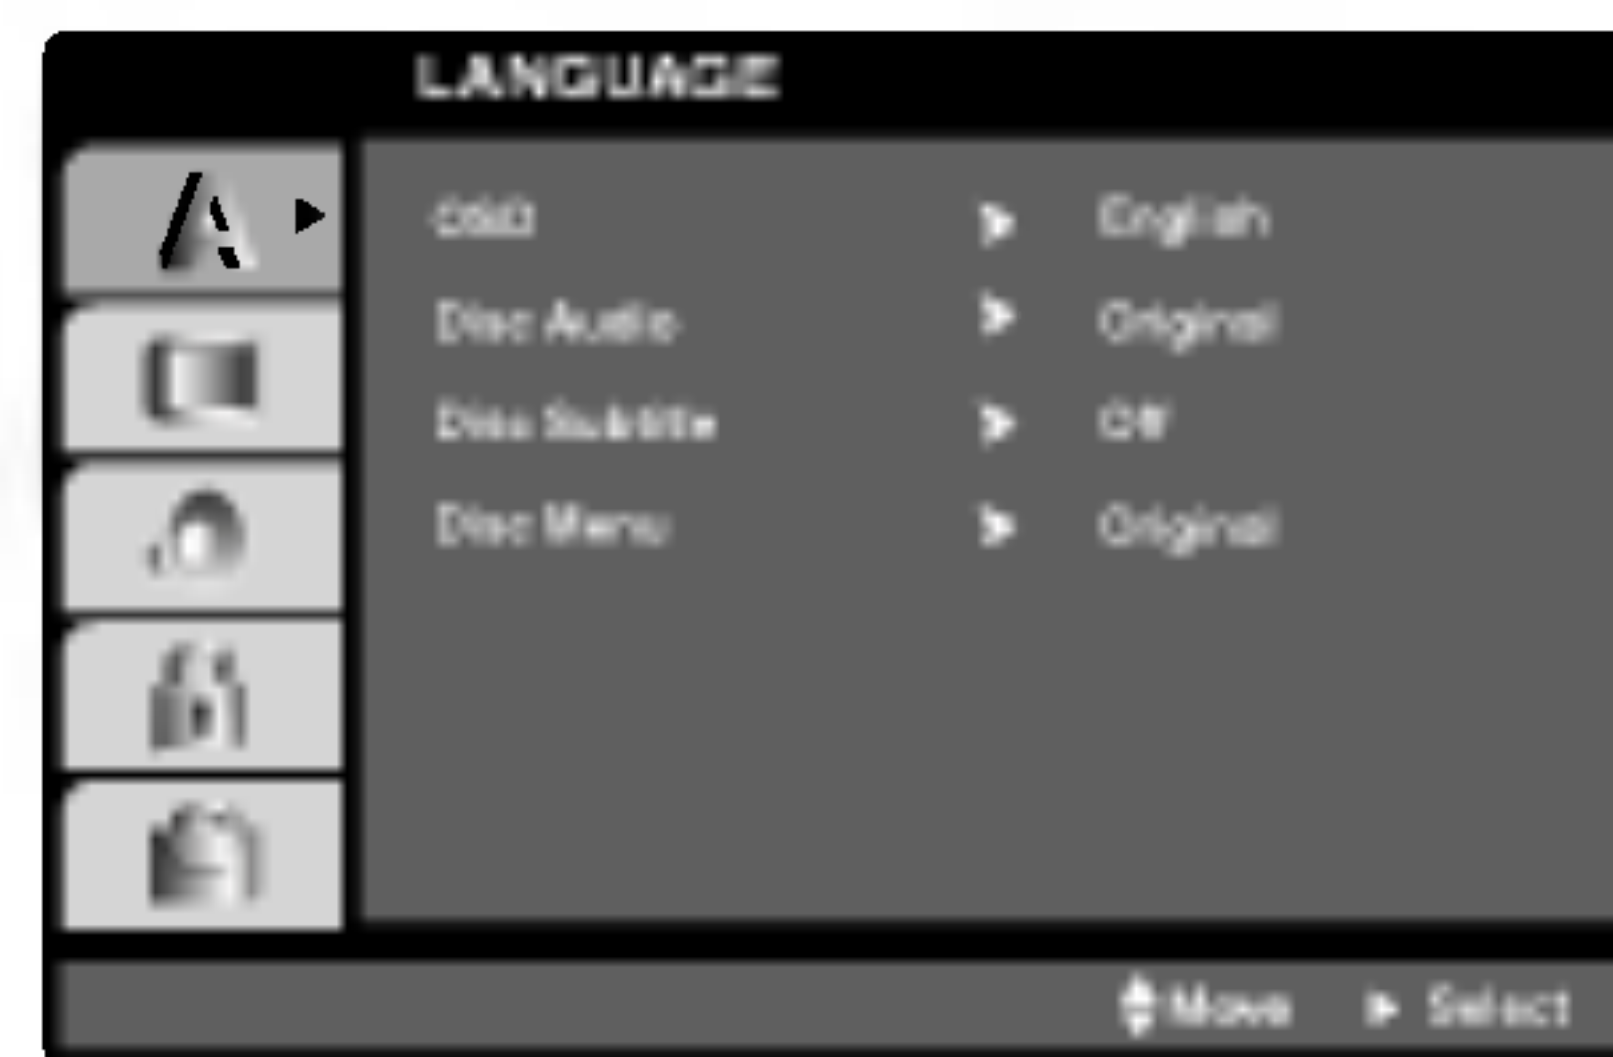 LANGUAGE
OSD English
Disc Audio Original
Disc Subtitle Off
Disc Menu Original
Move Select